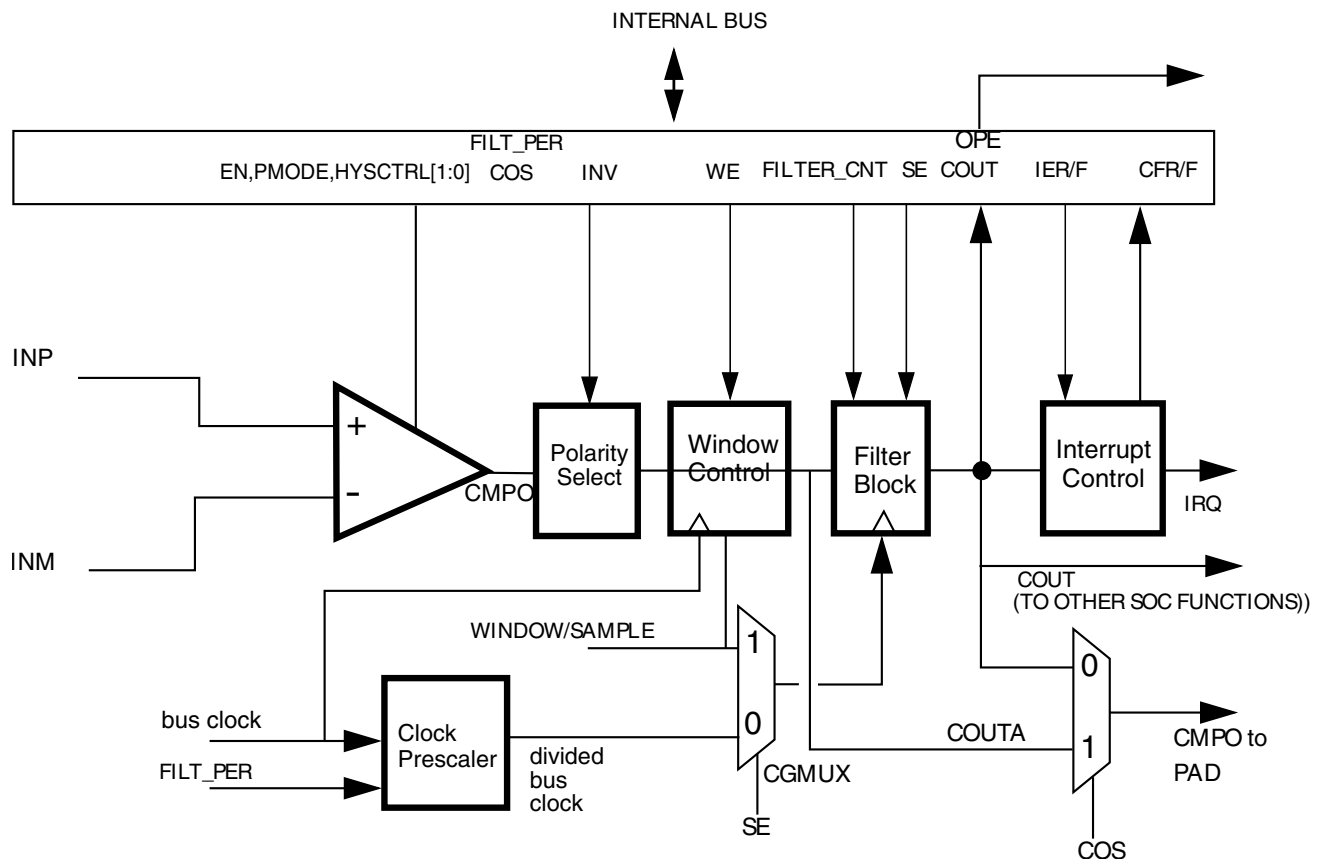 INTERNAL BUS
FILT_PER
OPE
EN,PMODE,HYSCTRL[1:0]
COS
INV
WE
FILTER_CNT
SE
COUT
IER/F
CFR/F
INP
+
-
INM
CMPO
Polarity
Select
Window
Control
Filter
Block
Interrupt
Control
IRQ
COUT
(TO OTHER SOC FUNCTIONS))
WINDOW/SAMPLE
1
0
CGMUX
SE
bus clock
FILT_PER
Clock
Prescaler
divided
bus
clock
COUTA
0
1
CMPO to
PAD
COS